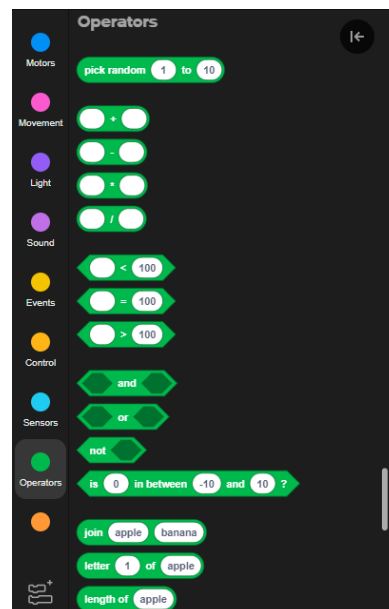 Operators
Motors
Movement
Light
Sound
Events
Control
Sensors
Operators
pick random 1 to 10
+
-
*
/
< 100
= 100
> 100
and
or
not
is 0 in between -10 and 10 ?
join apple banana
letter 1 of apple
length of apple